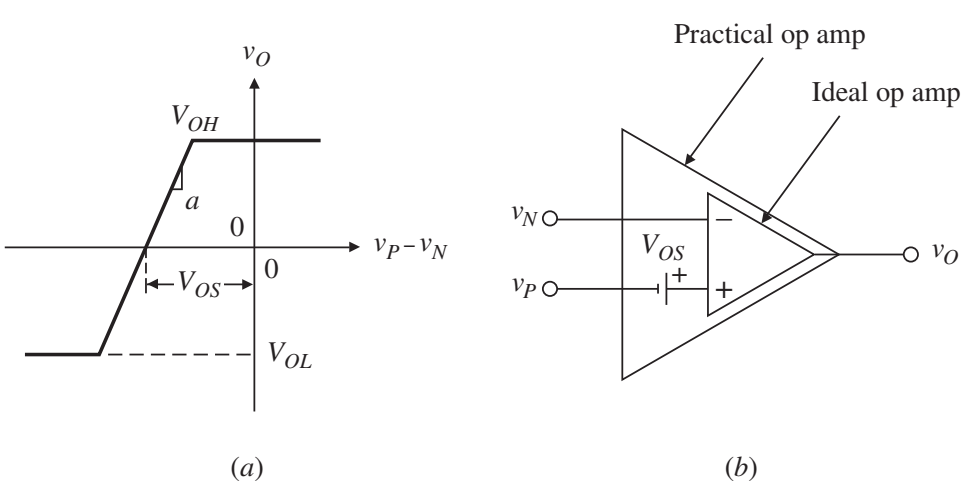 v_O
V_OH
a
0
v_P – v_N
0
V_OS
V_OL
(a)
Practical op amp
Ideal op amp
v_N
–
V_OS
+
v_P
+
v_O
(b)